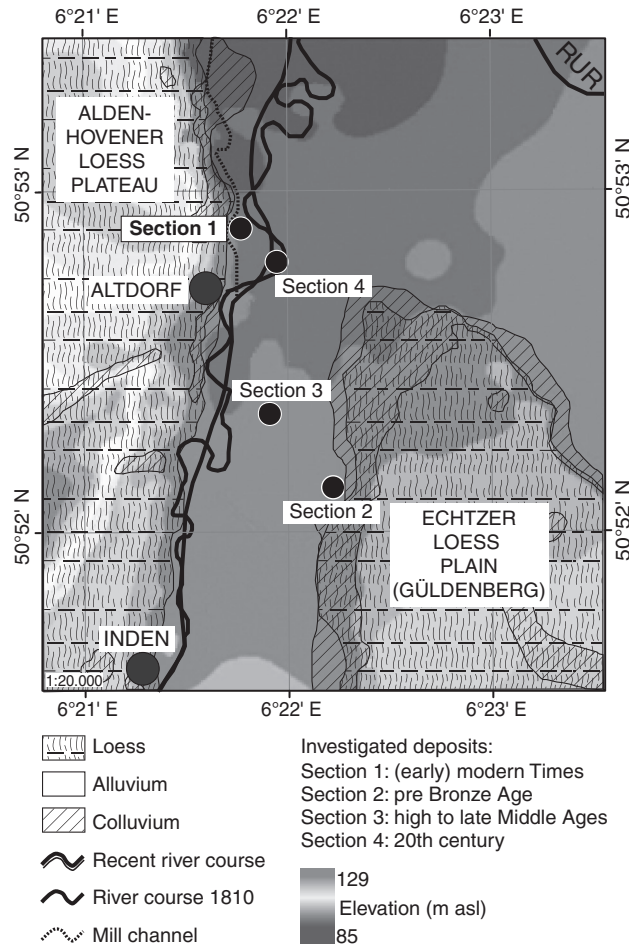 6°21' E
6°22' E
6°23' E
RUR
ALDEN-
HOVENER
LOESS
PLATEAU
50°53' N
50°53' N
Section 1
Section 4
ALTDORF
Section 3
Section 2
50°52' N
50°52' N
ECHTZER
LOESS
PLAIN
(GÜLDENBERG)
INDEN
1:20.000
6°21' E
6°22' E
6°23' E
Loess
Alluvium
Colluvium
Recent river course
River course 1810
Mill channel
Investigated deposits:
Section 1: (early) modern Times
Section 2: pre Bronze Age
Section 3: high to late Middle Ages
Section 4: 20th century
129
Elevation (m asl)
85